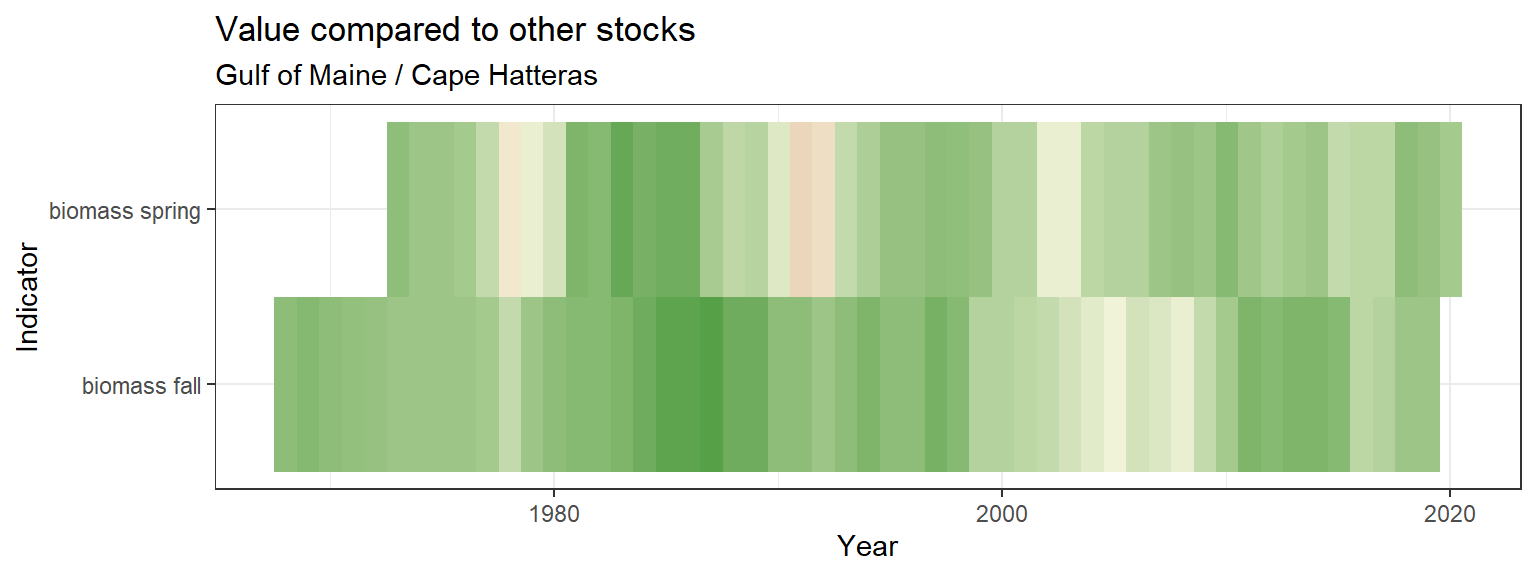 Value compared to other stocks
Gulf of Maine / Cape Hatteras
Indicator
biomass spring
biomass fall
1980
2000
2020
Year